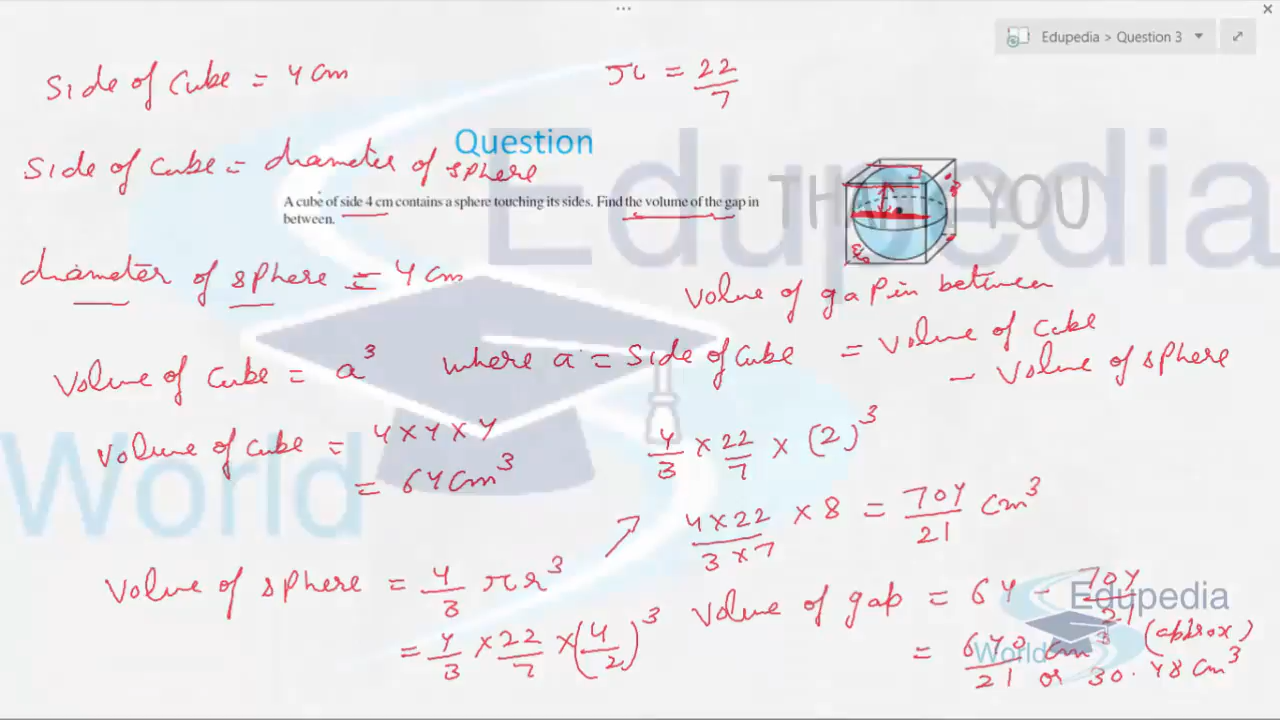 Edupedia > Question 3
Side of Cube = 4 cm
π = 22/7
Question
Side of Cube = diameter of sphere
A cube of side 4 cm contains a sphere touching its sides. Find the volume of the gap in
between.
THANK YOU
Edupedia
World
diameter of sphere = 4 cm
Volume of gap in between
= Volume of Cube
- Volume of sphere
Volume of Cube = a³ where a = Side of Cube
Volume of Cube = 4 × 4 × 4
= 64 cm³
4/3 × 22/7 × (2)³
(4 × 22)/(3 × 7) × 8 = 704/21 cm³
Volume of sphere = 4/3 πr³
= 4/3 × 22/7 × (4/2)³
Volume of gap = 64 - 704/21
= 640/21 cm³ or 30.48 cm³ (approx)
Edupedia
World